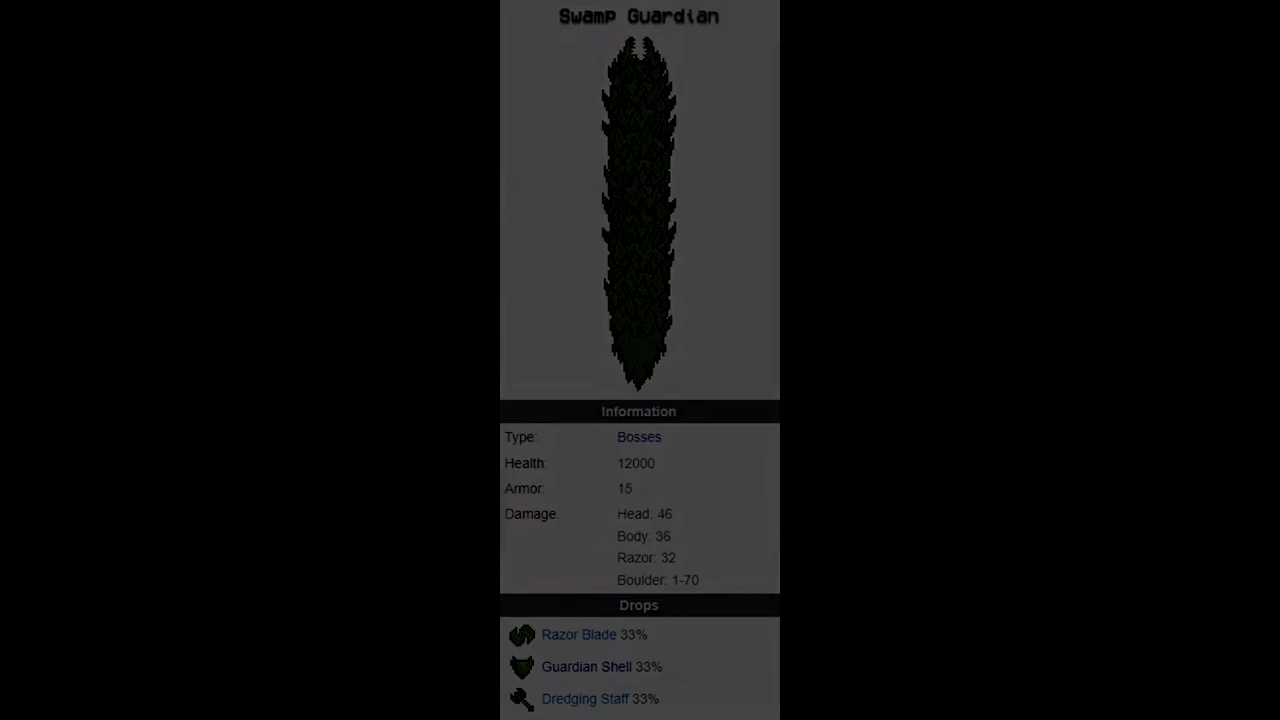 Swamp Guardian
Information
Type: Bosses
Health: 12000
Armor: 15
Damage: Head: 46
Body: 36
Razor: 32
Boulder: 1-70
Drops
Razor Blade 33%
Guardian Shell 33%
Dredging Staff 33%